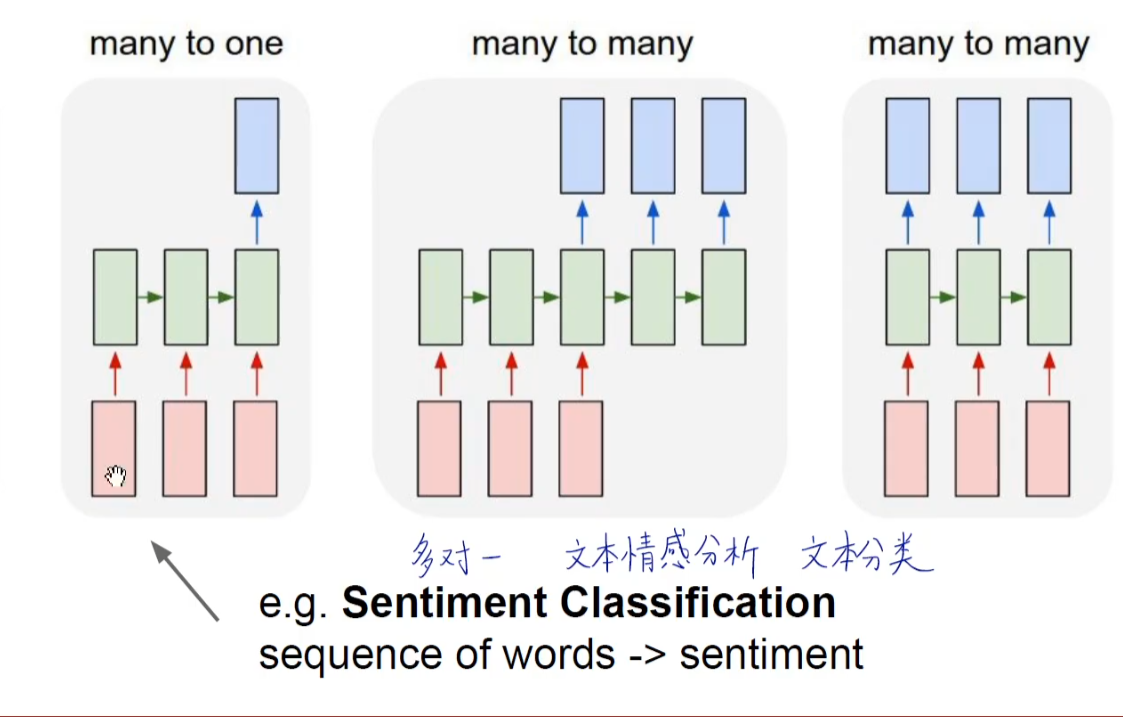 many to one
many to many
many to many
多对一 文本情感分析 文本分类
e.g. Sentiment Classification
sequence of words -> sentiment